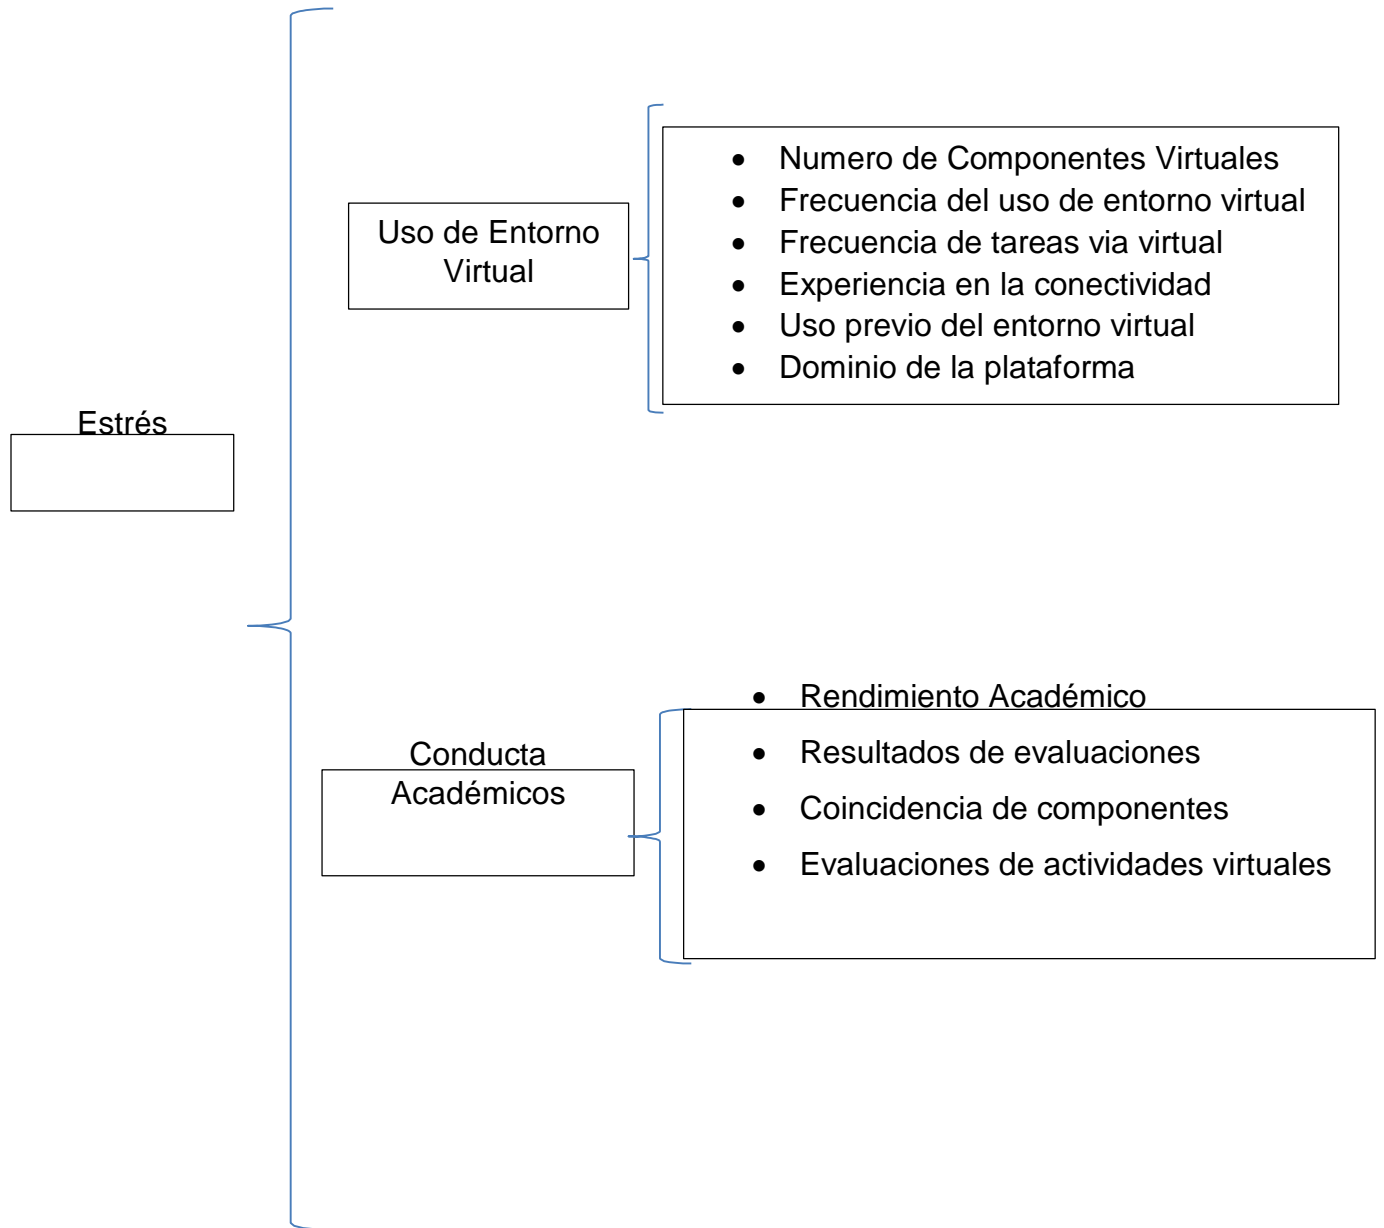 Estrés
Uso de Entorno
Virtual
• Numero de Componentes Virtuales
• Frecuencia del uso de entorno virtual
• Frecuencia de tareas via virtual
• Experiencia en la conectividad
• Uso previo del entorno virtual
• Dominio de la plataforma
Conducta
Académicos
• Rendimiento Académico
• Resultados de evaluaciones
• Coincidencia de componentes
• Evaluaciones de actividades virtuales